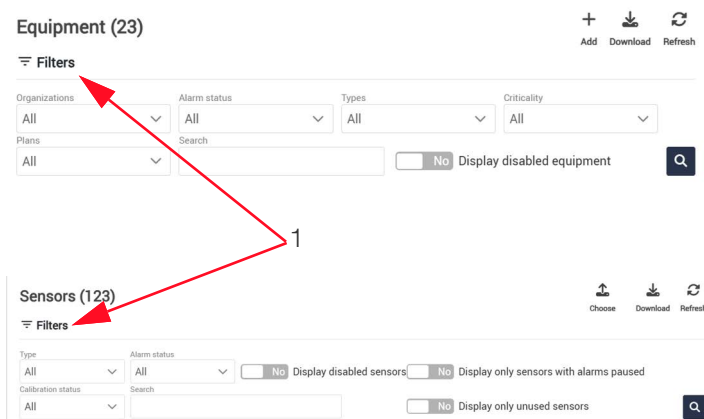 Equipment (23)
Add Download Refresh
Filters
Organizations Alarm status Types Criticality
All All All All
Plans Search
All No Display disabled equipment
1
Sensors (123)
Choose Download Refresh
Filters
Type Alarm status
All All No Display disabled sensors No Display only sensors with alarms paused
Calibration status Search
All No Display only unused sensors